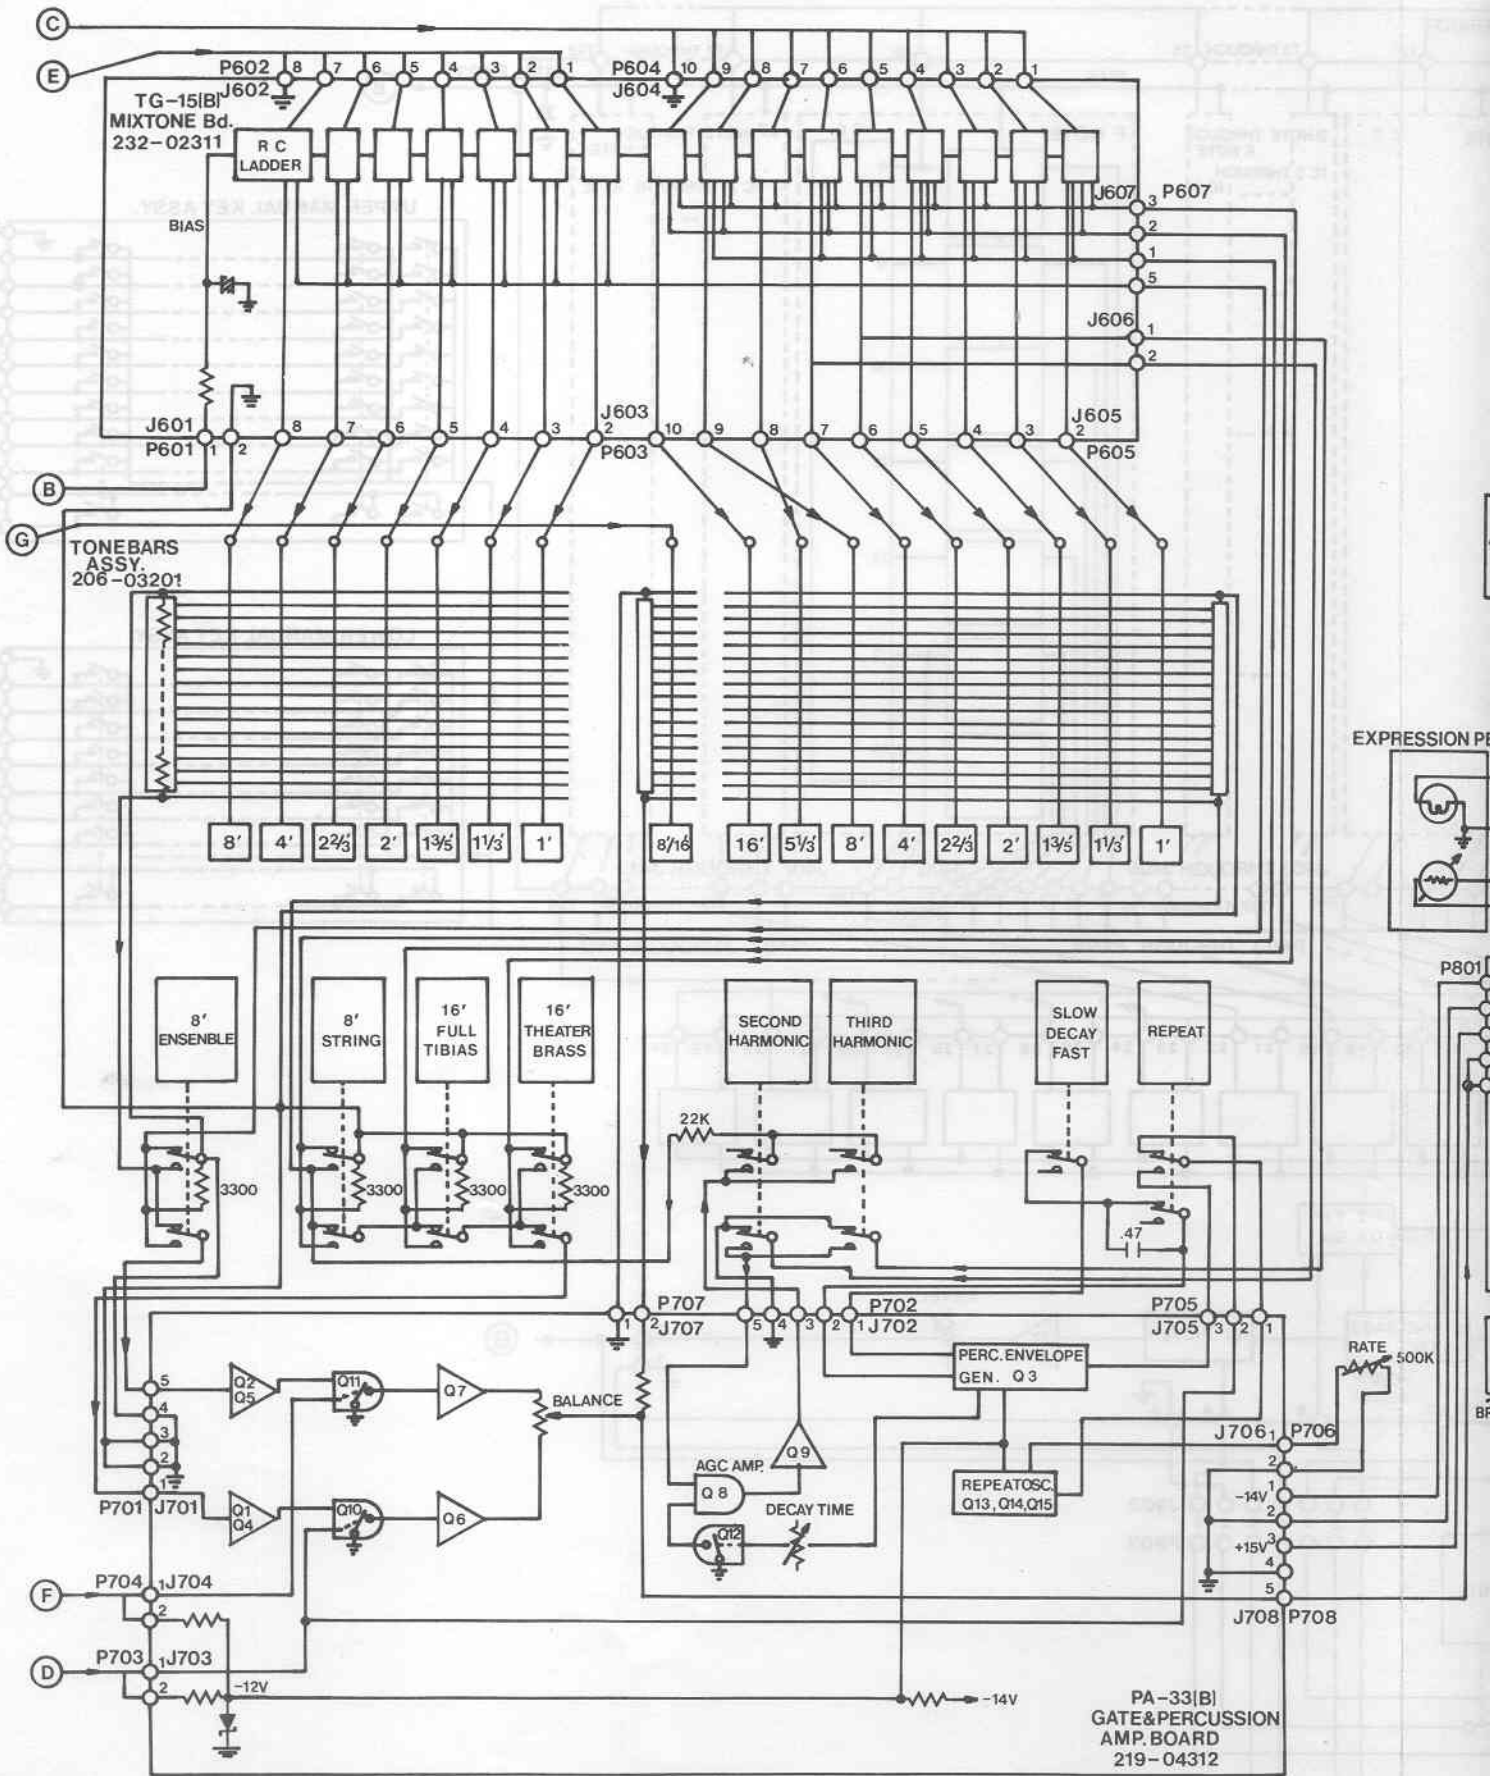 C
E
P602 8 7 6 5 4 3 2 1
J602
P604 10 9 8 7 6 5 4 3 2 1
J604
TG-15(B)
MIXTONE Bd.
232-02311
R C
LADDER
J607 3 P607
2
1
5
BIAS
J606
1
2
J601
P601 1 2
8 7 6 5 4 3 2
J603
P603
10 9 8 7 6 5 4 3 2
J605
P605
B
G
TONEBARS
ASSY.
206-03201
8' 4' 2⅔' 2' 1⅗' 1⅓' 1' 8'/16 16' 5⅓' 8' 4' 2⅔' 2' 1⅗' 1⅓' 1'
EXPRESSION PE
P801
8'
ENSENBLE
8'
STRING
16'
FULL
TIBIAS
16'
THEATER
BRASS
SECOND
HARMONIC
THIRD
HARMONIC
SLOW
DECAY
FAST
REPEAT
22K
3300
3300
3300
3300
.47
P707
1 2 J707
P702
5 4 3 2 1 J702
P705
J705 3 2 1
RATE
500K
PERC. ENVELOPE
GEN. Q3
5
4
3
2
1
P701 J701
Q2
Q5
Q11
Q7
BALANCE
Q1
Q4
Q10
Q6
AGC AMP.
Q8
Q9
Q12
DECAY TIME
REPEAT OSC.
Q13, Q14, Q15
J706 1 P706
2
-14V 1
2
+15V 3
4
5
J708 P708
BR
F
P704 1 J704
2
D
P703 1 J703
2
-12V
-14V
PA-33(B)
GATE&PERCUSSION
AMP. BOARD
219-04312